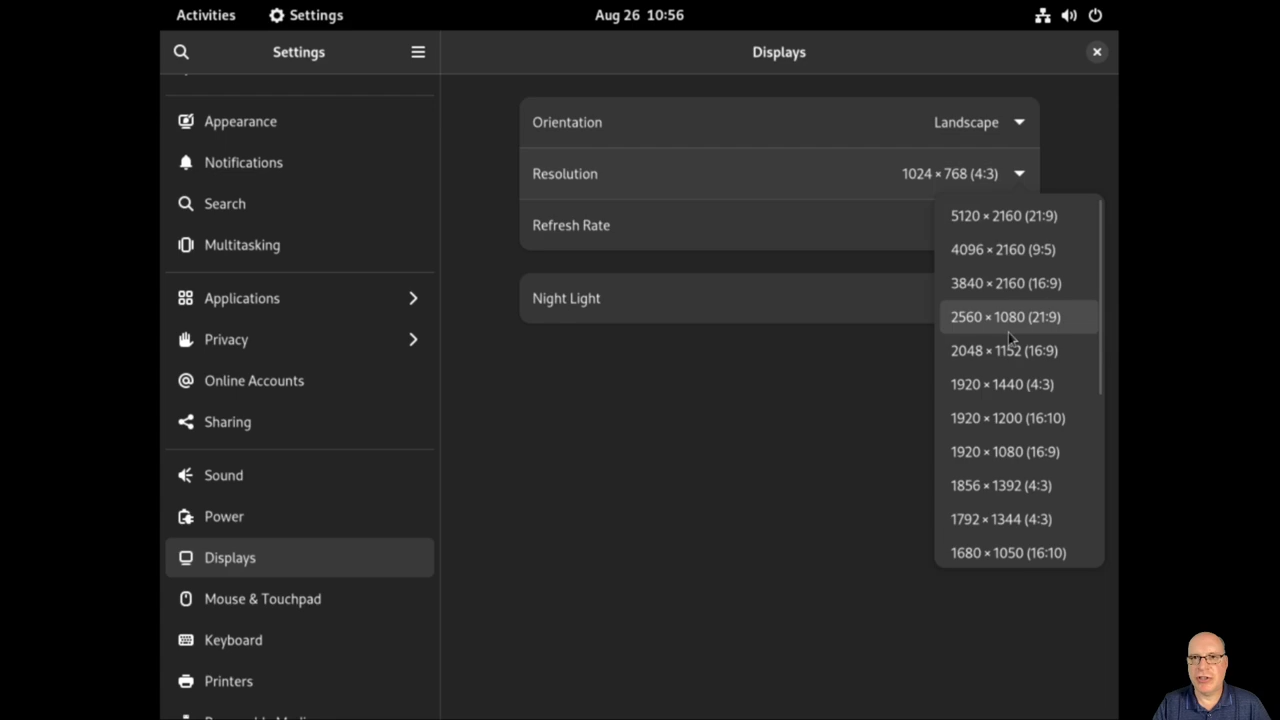 Activities Settings Aug 26 10:56
Settings
Displays
Appearance
Notifications
Search
Multitasking
Applications
Privacy
Online Accounts
Sharing
Sound
Power
Displays
Mouse & Touchpad
Keyboard
Printers
Orientation Landscape
Resolution 1024 × 768 (4:3)
Refresh Rate
Night Light
5120 × 2160 (21:9)
4096 × 2160 (9:5)
3840 × 2160 (16:9)
2560 × 1080 (21:9)
2048 × 1152 (16:9)
1920 × 1440 (4:3)
1920 × 1200 (16:10)
1920 × 1080 (16:9)
1856 × 1392 (4:3)
1792 × 1344 (4:3)
1680 × 1050 (16:10)